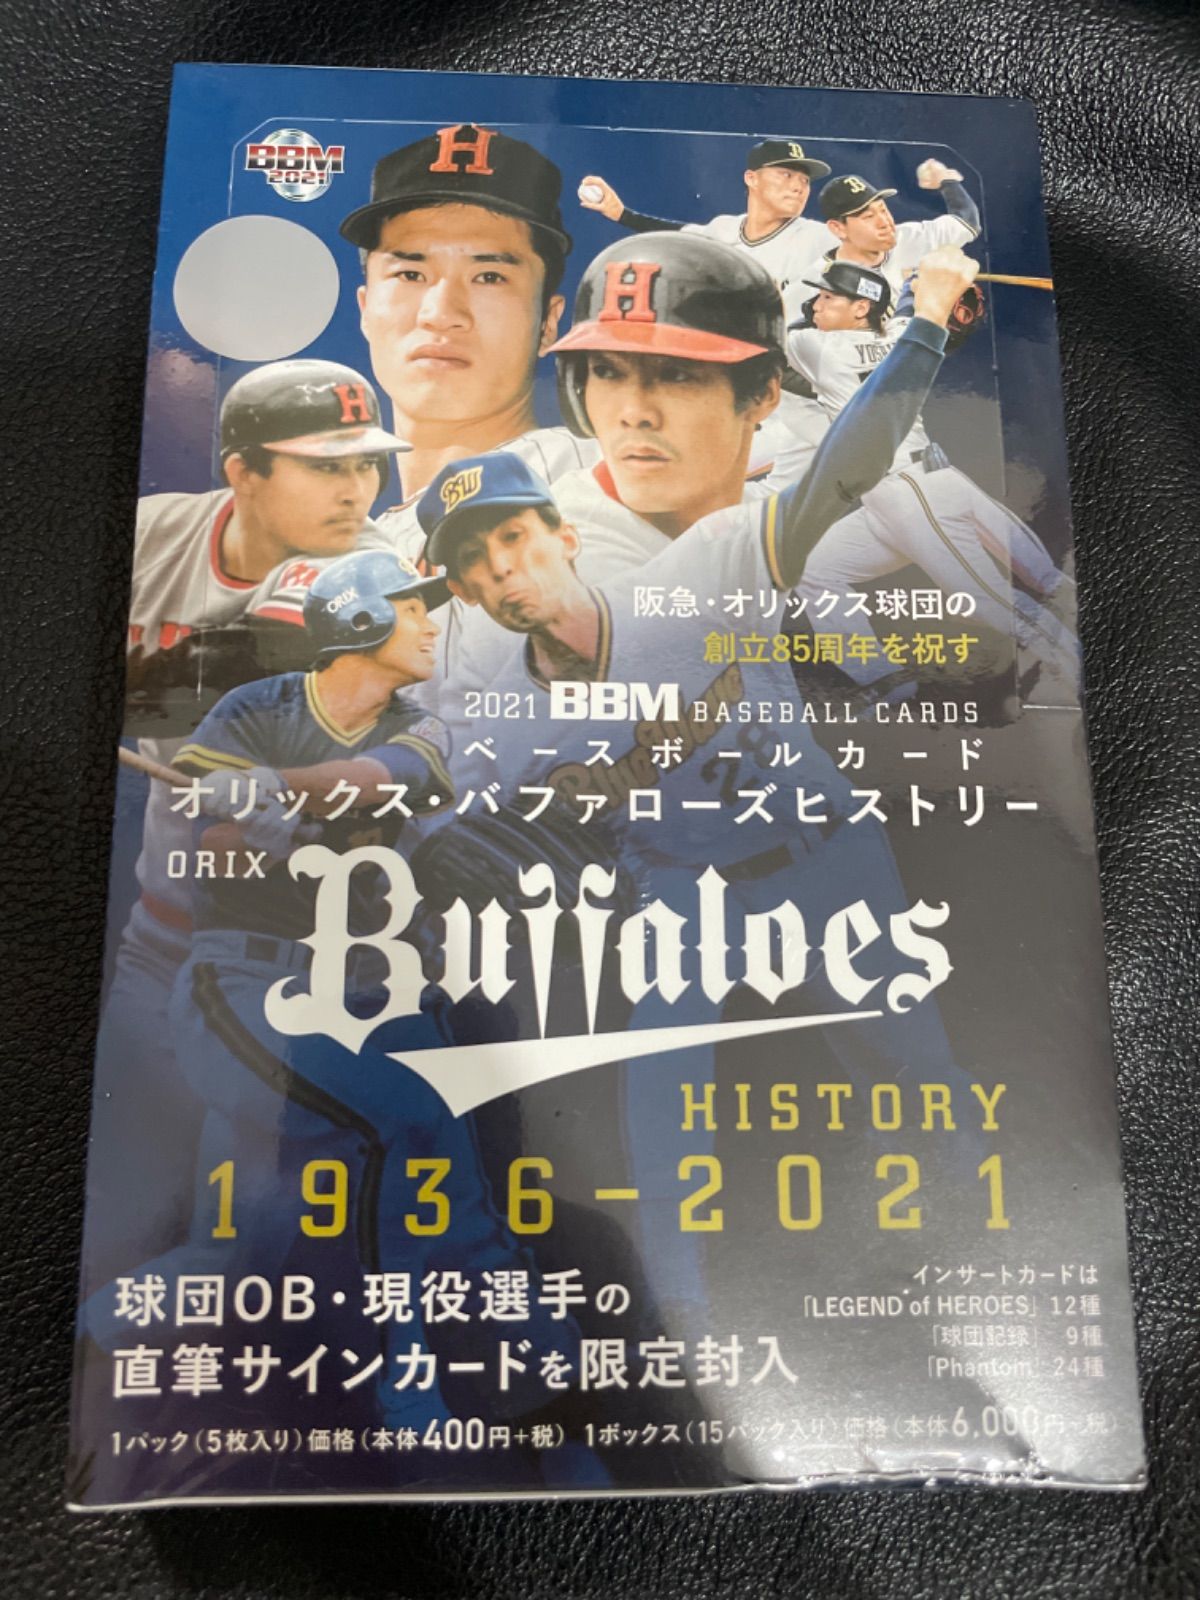 BBM
2021
H
H
H
B
B
YOSH
BW
ORIX
阪急・オリックス球団の
創立85周年を祝す
2021 BBM BASEBALL CARDS
ベースボールカード
オリックス・バファローズヒストリー
ORIX
Buffaloes
HISTORY
1936-2021
球団OB・現役選手の
直筆サインカードを限定封入
インサートカードは
「LEGEND of HEROES」 12種
「球団記録」 9種
「Phantom」 24種
1パック(5枚入り)価格(本体400円+税) 1ボックス(15パック入り)価格(本体6,000円+税)